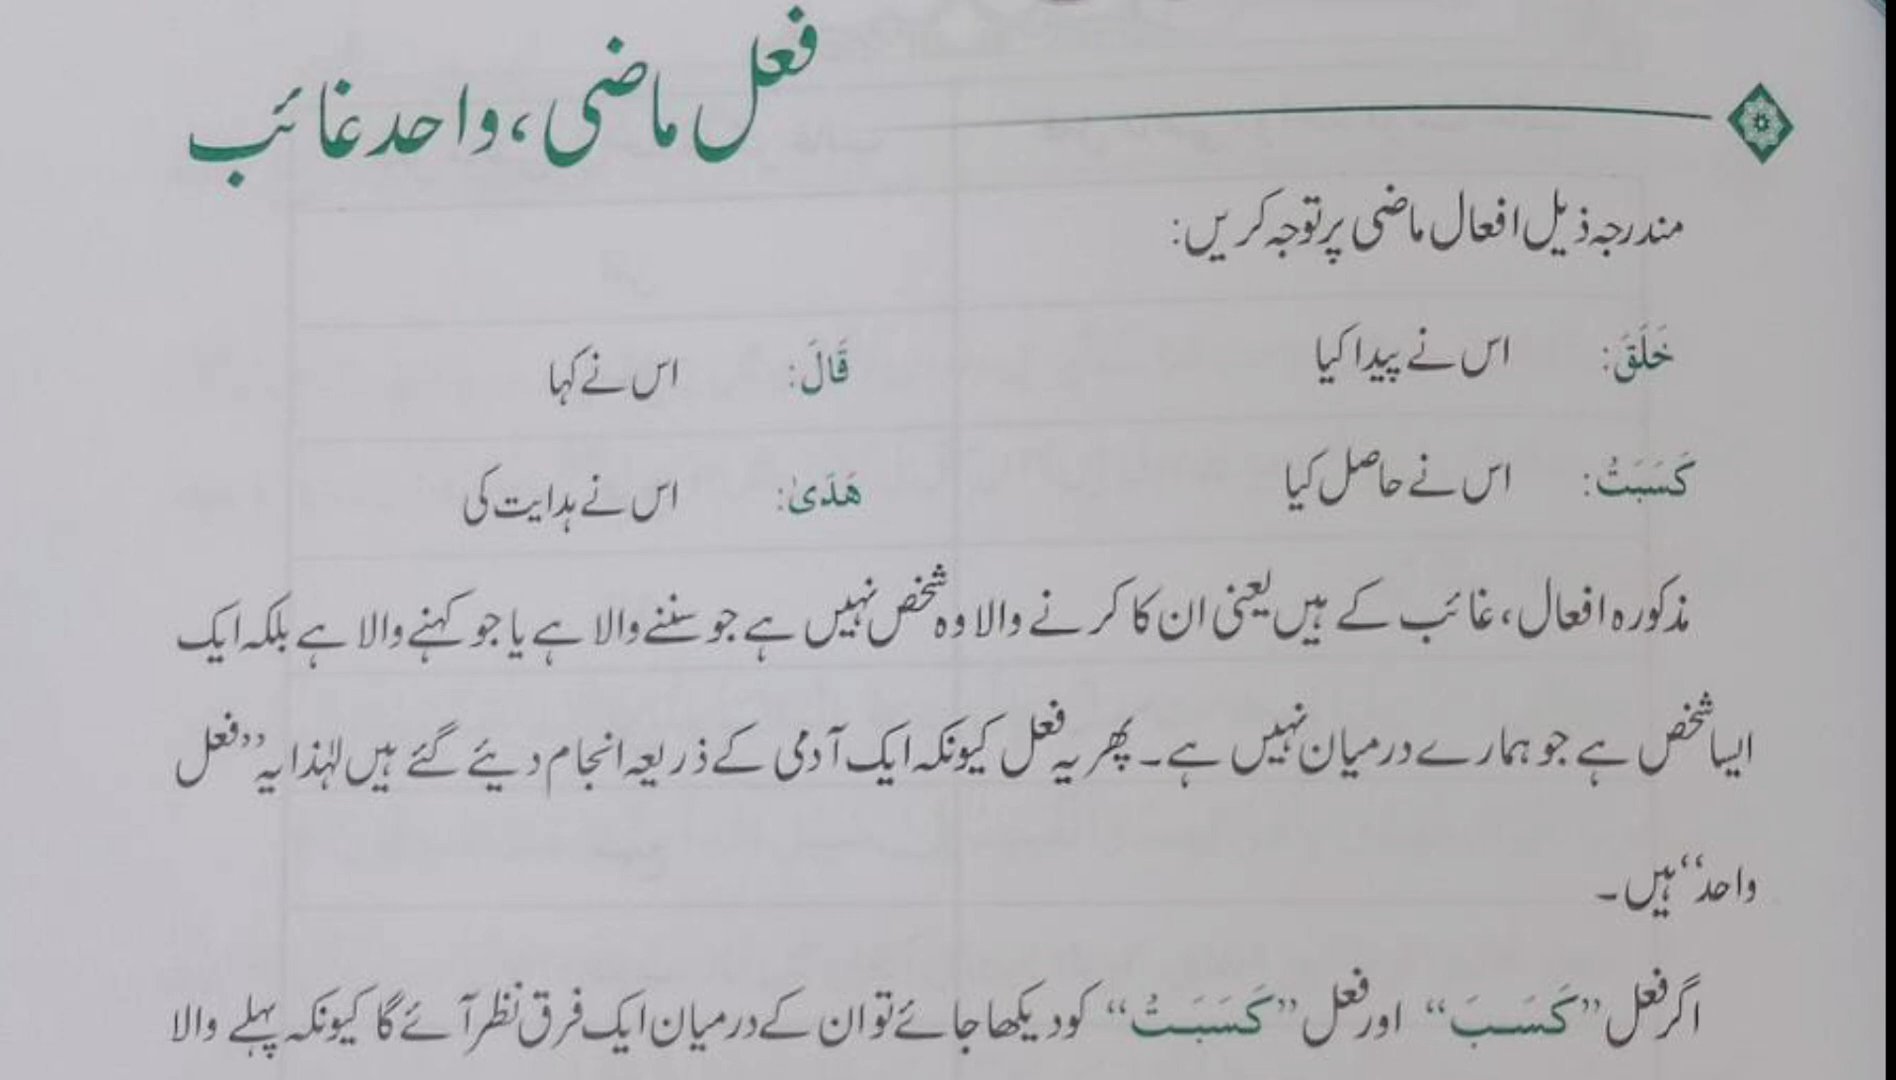 فعل ماضی، واحد غائب
مندرجہ ذیل افعال ماضی پر توجہ کریں:
خَلَقَ: اس نے پیدا کیا قَالَ: اس نے کہا
كَسَبَتْ: اس نے حاصل کیا هَدَىٰ: اس نے ہدایت کی
مذکورہ افعال، غائب کے ہیں یعنی ان کا کرنے والا وہ شخص نہیں ہے جو سننے والا ہے یا جو کہنے والا ہے بلکہ ایک
ایسا شخص ہے جو ہمارے درمیان نہیں ہے۔ پھر یہ فعل کیونکہ ایک آدمی کے ذریعہ انجام دیئے گئے ہیں لہٰذا یہ ”فعل
واحد“ ہیں۔
اگر فعل ”كَسَبَ“ اور فعل ”كَسَبَتْ“ کو دیکھا جائے تو ان کے درمیان ایک فرق نظر آئے گا کیونکہ پہلے والا